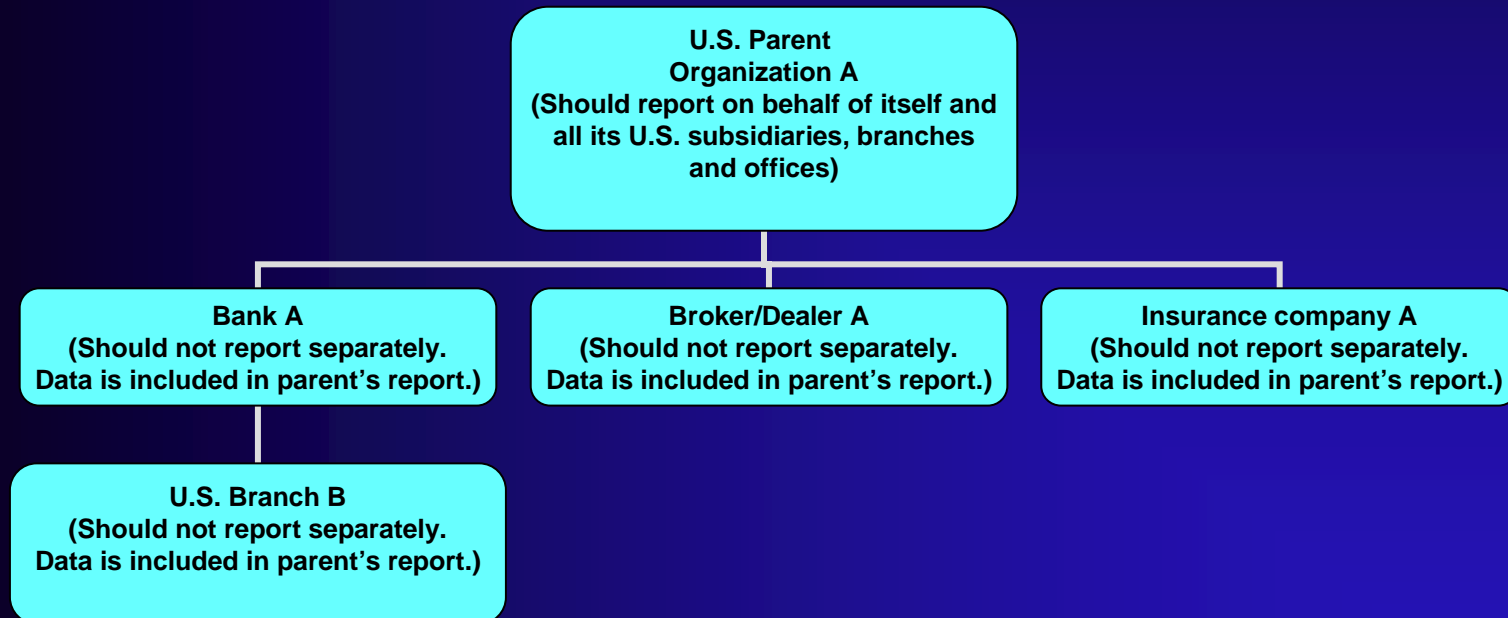 U.S. Parent
Organization A
(Should report on behalf of itself and
all its U.S. subsidiaries, branches
and offices)
Bank A
(Should not report separately.
Data is included in parent’s report.)
Broker/Dealer A
(Should not report separately.
Data is included in parent’s report.)
Insurance company A
(Should not report separately.
Data is included in parent’s report.)
U.S. Branch B
(Should not report separately.
Data is included in parent’s report.)